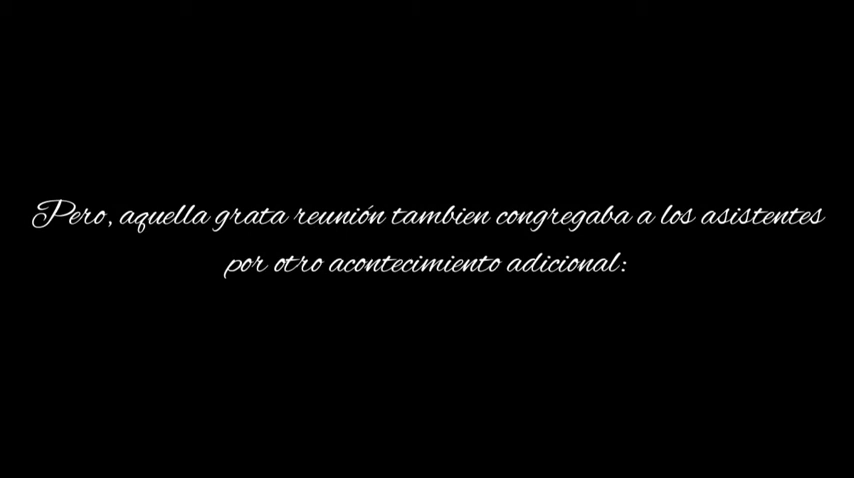 Pero, aquella grata reunión tambien congregaba a los asistentes
por otro acontecimiento adicional: